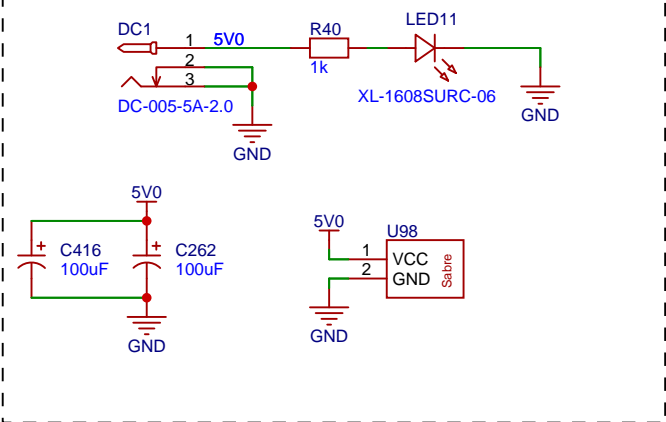 DC1
1
5V0
2
3
DC-005-5A-2.0
GND
R40
1k
LED11
XL-1608SURC-06
GND
5V0
+
C416
100uF
+
C262
100uF
GND
5V0
U98
1
VCC
2
GND
Sabre
GND